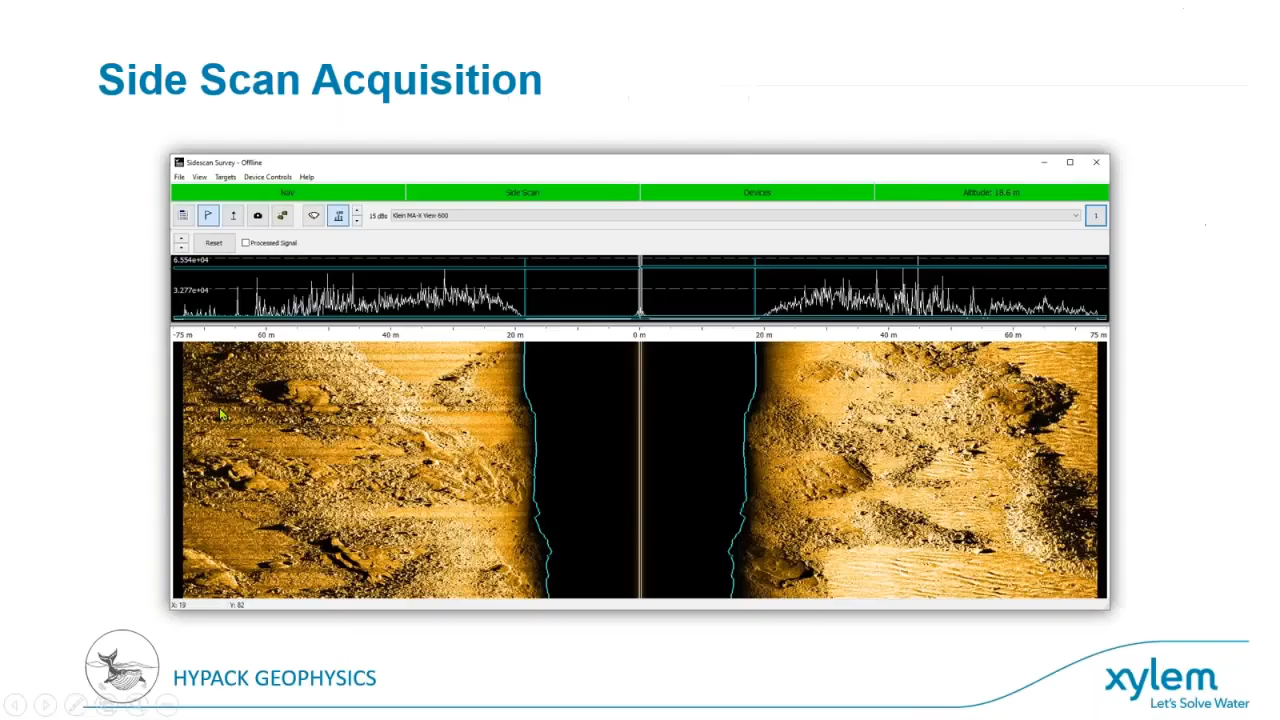 Side Scan Acquisition
Sidescan Survey - Offline
File View Targets Device Controls Help
Nav Side Scan Devices Altitude: 18.6 m
15 dBs Klein MA-X View 600 1
Reset Processed Signal
6.554e+04
3.277e+04
-75 m 60 m 40 m 20 m 0 m 20 m 40 m 60 m 75 m
X: 19 Y: 82
HYPACK GEOPHYSICS
xylem
Let's Solve Water